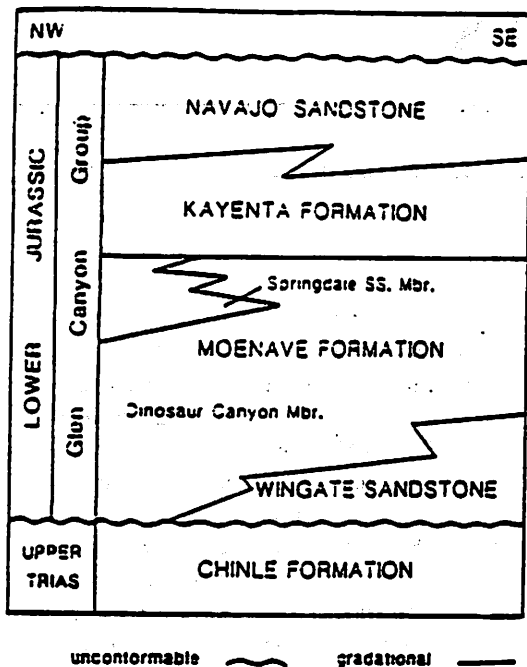 NW
SE
LOWER JURASSIC
Glen Canyon Group
NAVAJO SANDSTONE
KAYENTA FORMATION
Springdale SS. Mbr.
MOENAVE FORMATION
Dinosaur Canyon Mbr.
WINGATE SANDSTONE
UPPER
TRIAS
CHINLE FORMATION
unconformable
gradational